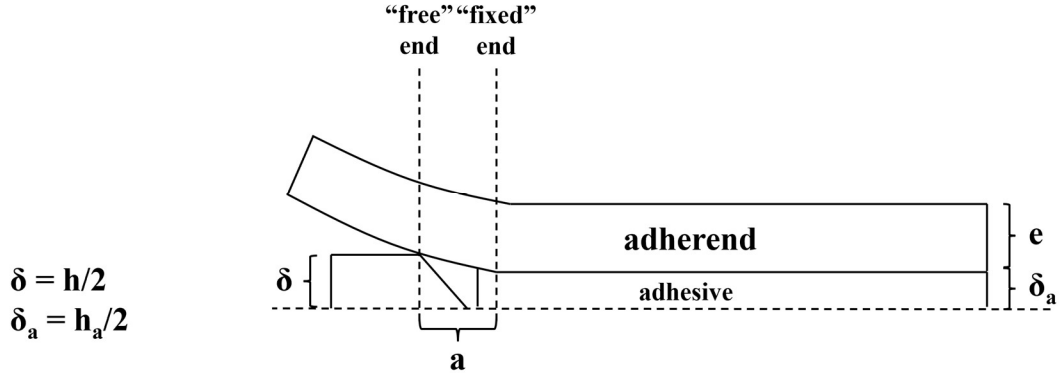 “free” “fixed”
end end
adherend
e
δ
adhesive
δₐ
δ = h/2
δₐ = hₐ/2
a